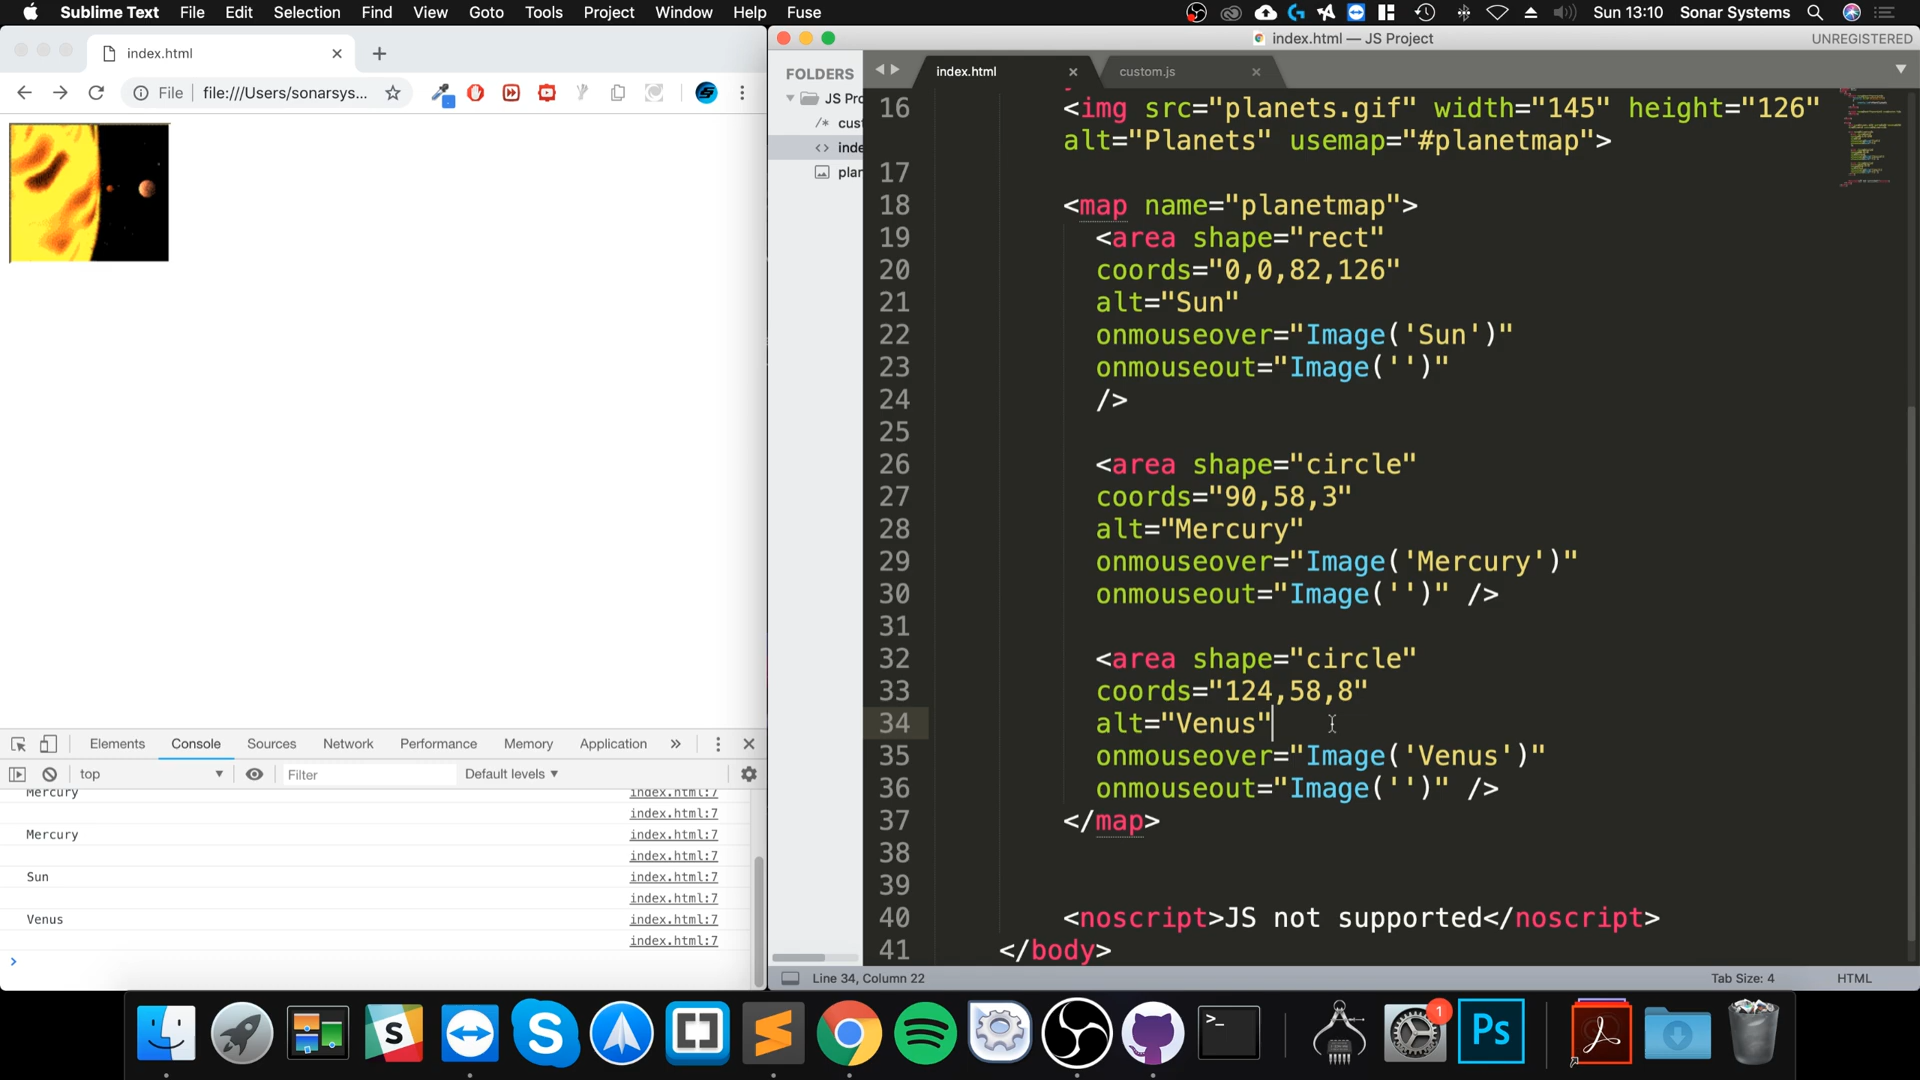 Sublime Text File Edit Selection Find View Goto Tools Project Window Help Fuse Sun 13:10 Sonar Systems
index.html
File file:///Users/sonarsys...
index.html — JS Project UNREGISTERED
FOLDERS
JS Pro
/* cust
<> inde
plan
index.html custom.js
16 <img src="planets.gif" width="145" height="126"
alt="Planets" usemap="#planetmap">
17
18 <map name="planetmap">
19 <area shape="rect"
20 coords="0,0,82,126"
21 alt="Sun"
22 onmouseover="Image('Sun')"
23 onmouseout="Image('')"
24 />
25
26 <area shape="circle"
27 coords="90,58,3"
28 alt="Mercury"
29 onmouseover="Image('Mercury')"
30 onmouseout="Image('')" />
31
32 <area shape="circle"
33 coords="124,58,8"
34 alt="Venus"
35 onmouseover="Image('Venus')"
36 onmouseout="Image('')" />
37 </map>
38
39
40 <noscript>JS not supported</noscript>
41 </body>
Elements Console Sources Network Performance Memory Application »
top Filter Default levels
Mercury index.html:7
index.html:7
Mercury index.html:7
index.html:7
Sun index.html:7
index.html:7
Venus index.html:7
index.html:7
>
Line 34, Column 22 Tab Size: 4 HTML
S S >_ 1 Ps